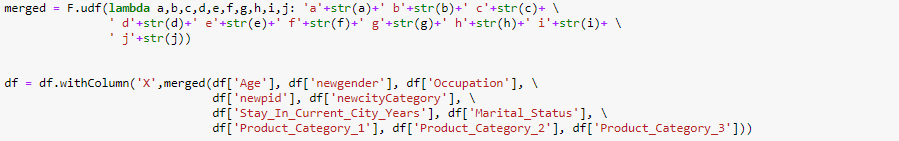 merged = F.udf(lambda a,b,c,d,e,f,g,h,i,j: 'a'+str(a)+' b'+str(b)+' c'+str(c)+ \
' d'+str(d)+' e'+str(e)+' f'+str(f)+' g'+str(g)+' h'+str(h)+' i'+str(i)+ \
' j'+str(j))
df = df.withColumn('X',merged(df['Age'], df['newgender'], df['Occupation'], \
df['newpid'], df['newcityCategory'], \
df['Stay_In_Current_City_Years'], df['Marital_Status'], \
df['Product_Category_1'], df['Product_Category_2'], df['Product_Category_3']))